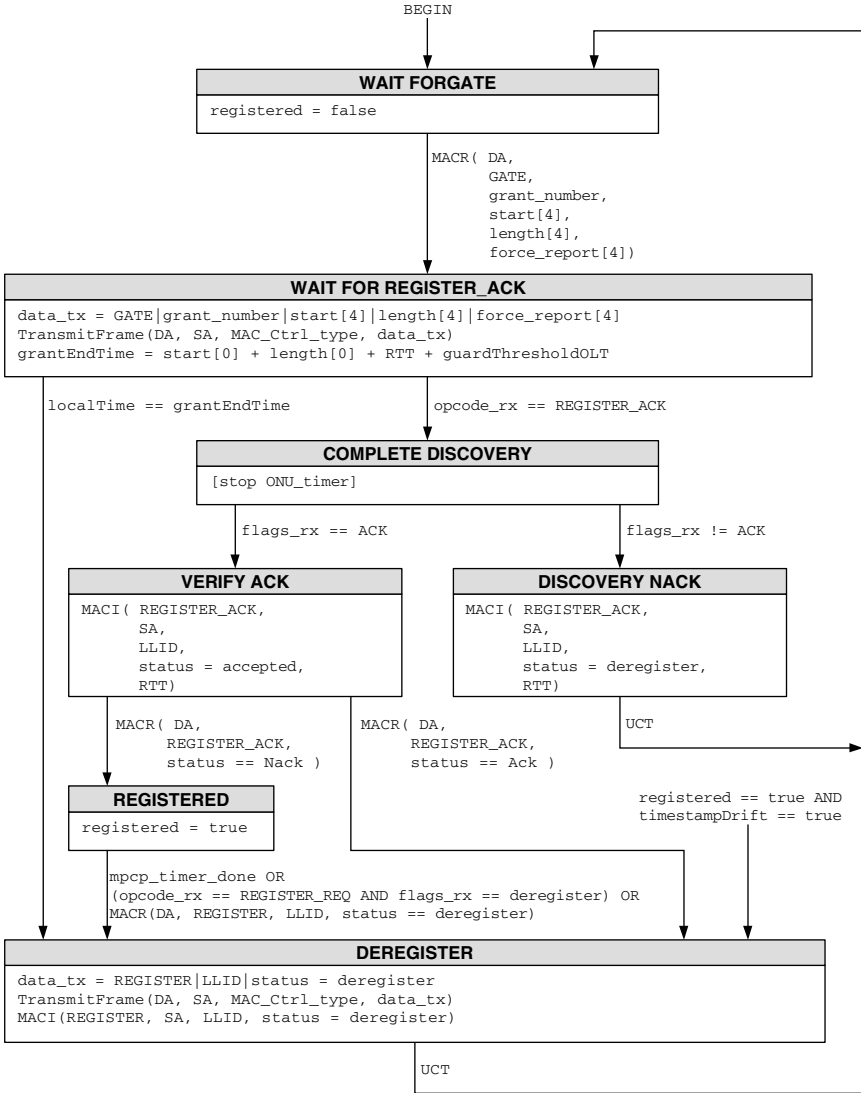 BEGIN
WAIT FORGATE
registered = false
MACR( DA,
GATE,
grant_number,
start[4],
length[4],
force_report[4])
WAIT FOR REGISTER_ACK
data_tx = GATE|grant_number|start[4]|length[4]|force_report[4]
TransmitFrame(DA, SA, MAC_Ctrl_type, data_tx)
grantEndTime = start[0] + length[0] + RTT + guardThresholdOLT
localTime == grantEndTime
opcode_rx == REGISTER_ACK
COMPLETE DISCOVERY
[stop ONU_timer]
flags_rx == ACK
flags_rx != ACK
VERIFY ACK
MACI( REGISTER_ACK,
SA,
LLID,
status = accepted,
RTT)
DISCOVERY NACK
MACI( REGISTER_ACK,
SA,
LLID,
status = deregister,
RTT)
MACR( DA,
REGISTER_ACK,
status == Nack )
MACR( DA,
REGISTER_ACK,
status == Ack )
UCT
REGISTERED
registered = true
registered == true AND
timestampDrift == true
mpcp_timer_done OR
(opcode_rx == REGISTER_REQ AND flags_rx == deregister) OR
MACR(DA, REGISTER, LLID, status == deregister)
DEREGISTER
data_tx = REGISTER|LLID|status = deregister
TransmitFrame(DA, SA, MAC_Ctrl_type, data_tx)
MACI(REGISTER, SA, LLID, status = deregister)
UCT